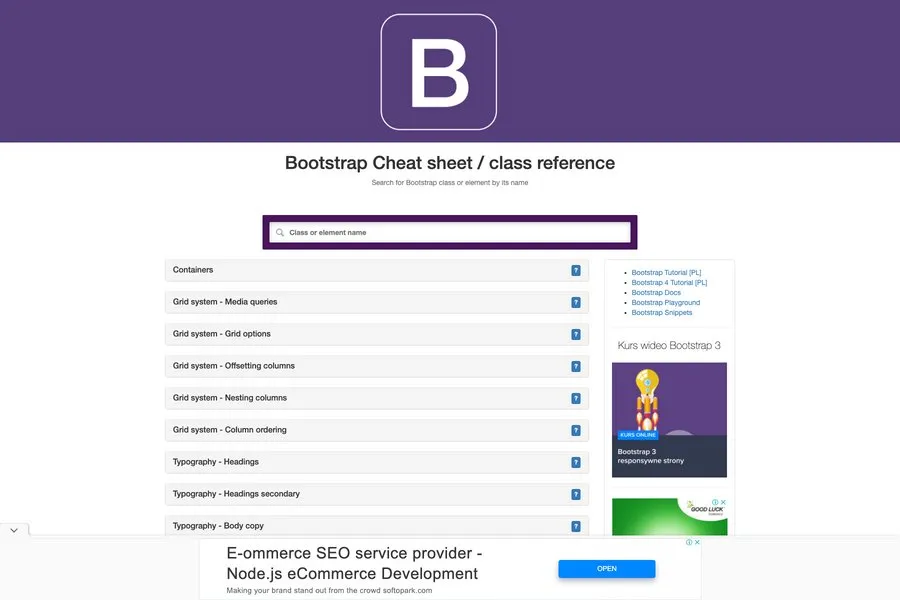 B
Bootstrap Cheat sheet / class reference
Search for Bootstrap class or element by its name
Class or element name
Containers
?
Grid system - Media queries
?
Grid system - Grid options
?
Grid system - Offsetting columns
?
Grid system - Nesting columns
?
Grid system - Column ordering
?
Typography - Headings
?
Typography - Headings secondary
?
Typography - Body copy
?
Bootstrap Tutorial [PL]
Bootstrap 4 Tutorial [PL]
Bootstrap Docs
Bootstrap Playground
Bootstrap Snippets
Kurs wideo Bootstrap 3
KURS ONLINE
Bootstrap 3
responsywne strony
GOOD LUCK
E-ommerce SEO service provider -
Node.js eCommerce Development
Making your brand stand out from the crowd softopark.com
OPEN